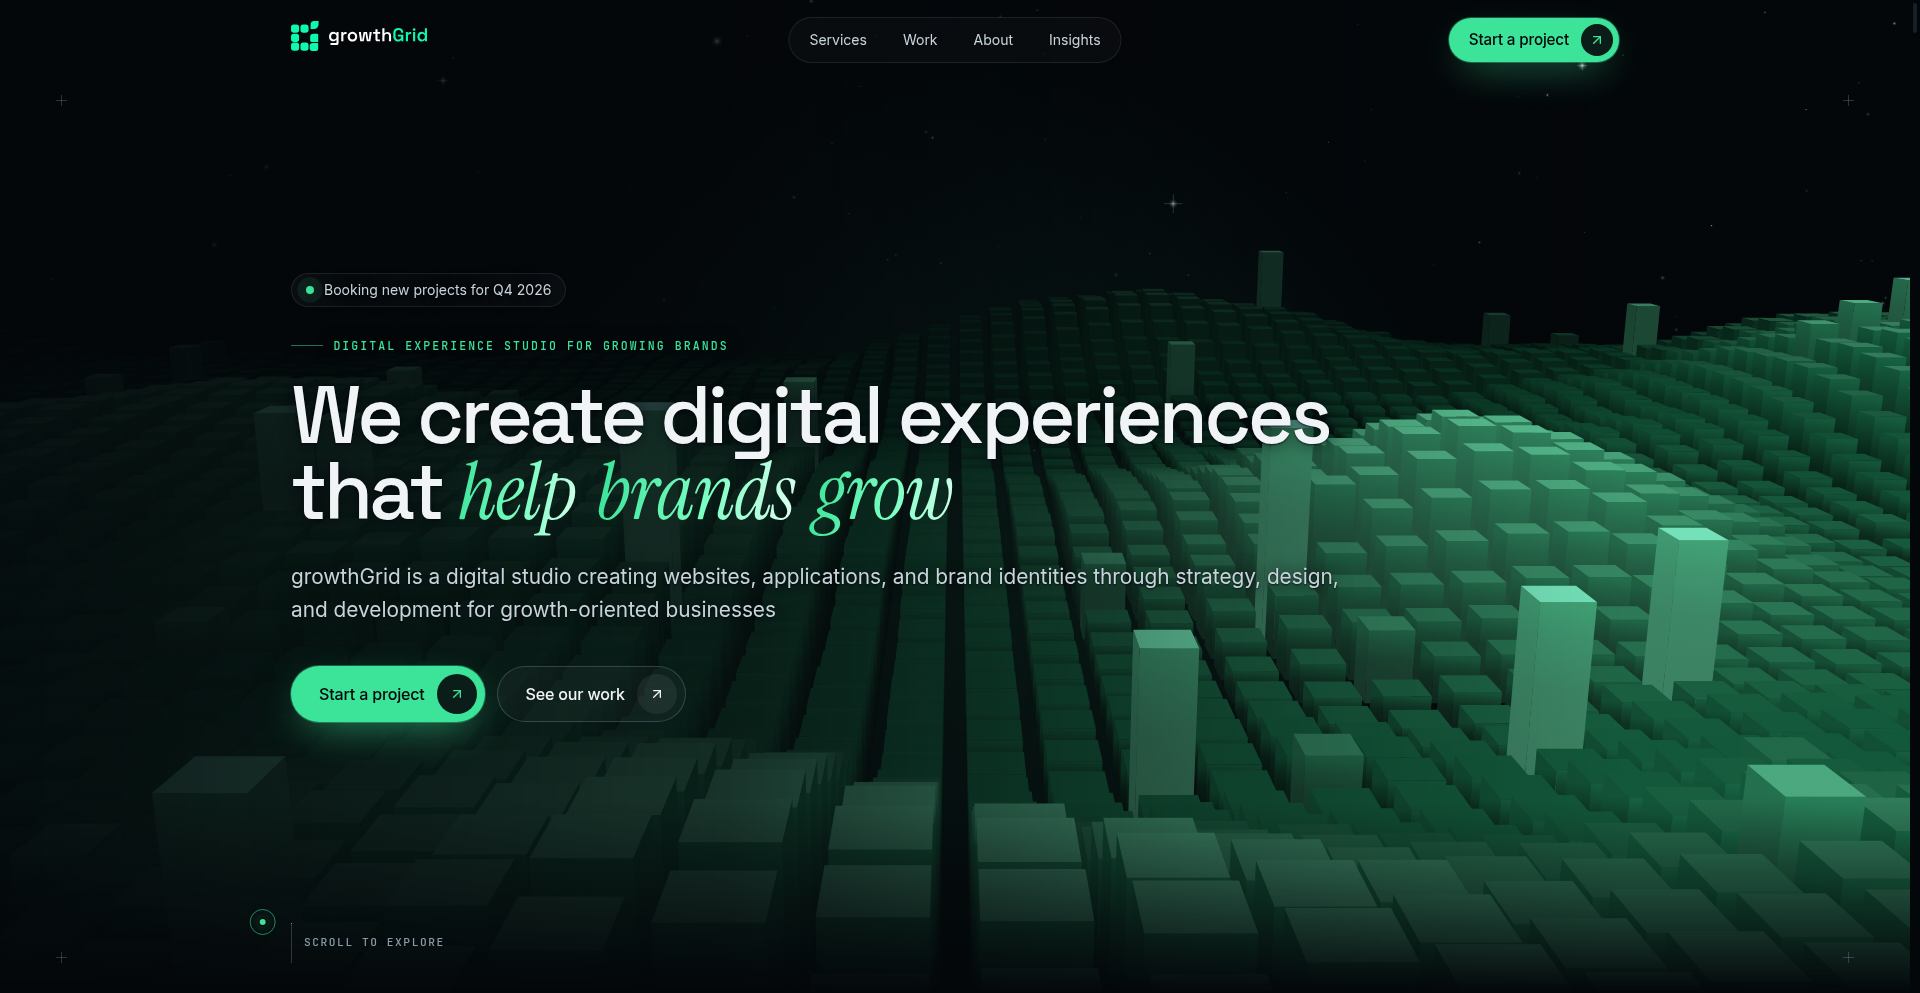 growthGrid
Services Work About Insights
Start a project
Booking new projects for Q4 2026
DIGITAL EXPERIENCE STUDIO FOR GROWING BRANDS
We create digital experiences
that help brands grow
growthGrid is a digital studio creating websites, applications, and brand identities through strategy, design,
and development for growth-oriented businesses
Start a project See our work
SCROLL TO EXPLORE